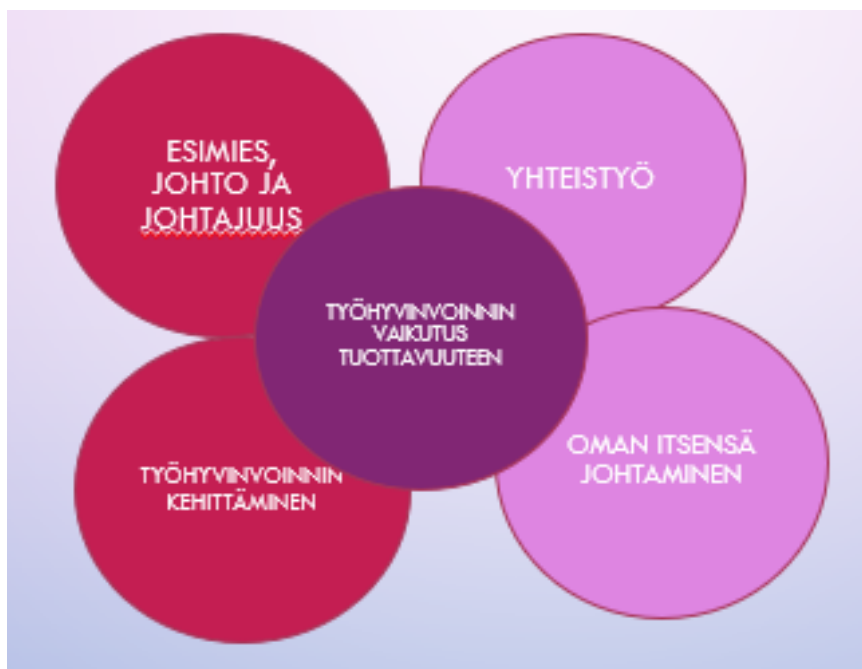 ESIMIES,
JOHTO JA
JOHTAJUUS
YHTEISTYÖ
TYÖHYVINVOINNIN
VAIKUTUS
TUOTTAVUUTEEN
TYÖHYVINVOINNIN
KEHITTÄMINEN
OMAN ITSENSÄ
JOHTAMINEN